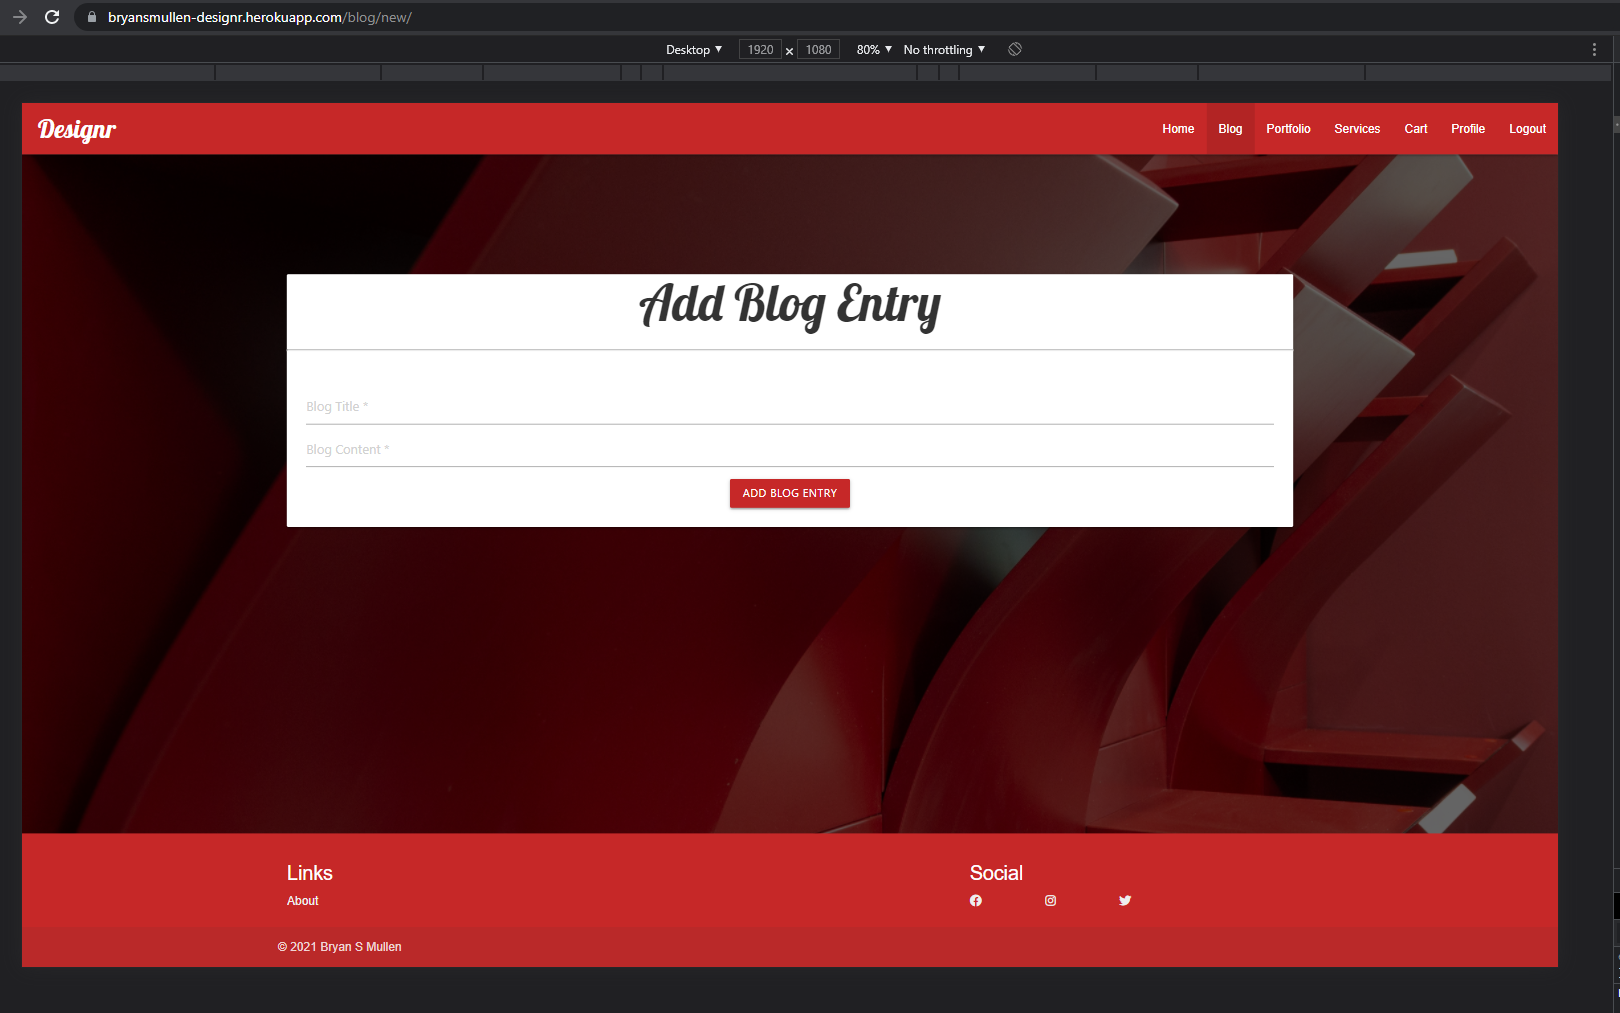 bryansmullen-designr.herokuapp.com/blog/new/
Desktop ▼ 1920 × 1080 80% ▼ No throttling ▼
Designr Home Blog Portfolio Services Cart Profile Logout
Add Blog Entry
Blog Title *
Blog Content *
ADD BLOG ENTRY
Links Social
About
© 2021 Bryan S Mullen